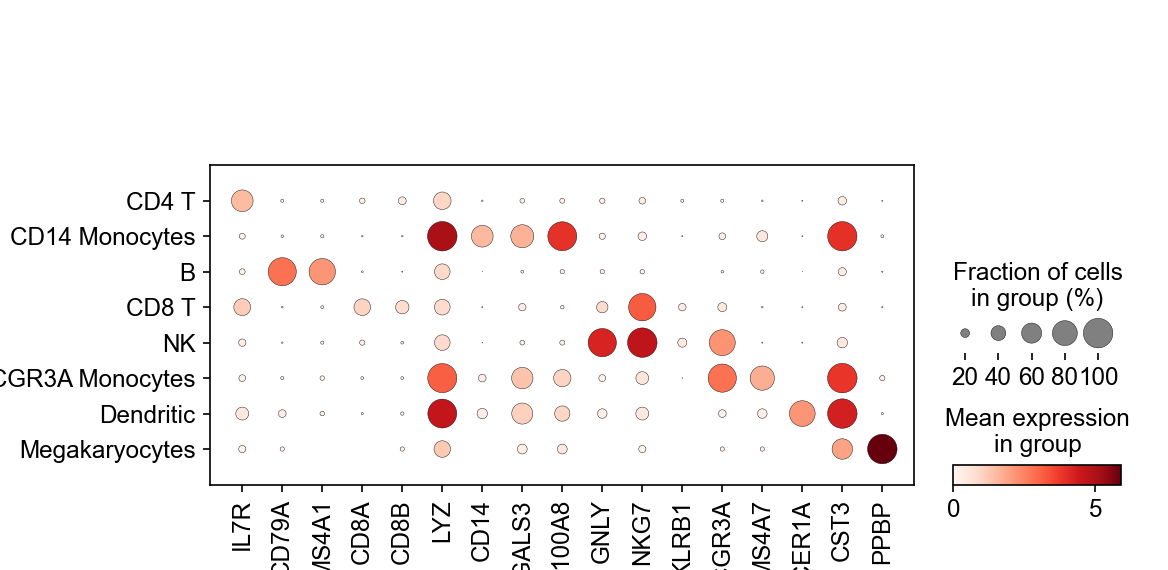 CD4 T
CD14 Monocytes
B
CD8 T
NK
CGR3A Monocytes
Dendritic
Megakaryocytes
IL7R
CD79A
MS4A1
CD8A
CD8B
LYZ
CD14
GALS3
100A8
GNLY
NKG7
KLRB1
CGR3A
MS4A7
CER1A
CST3
PPBP
Fraction of cells
in group (%)
20 40 60 80 100
Mean expression
in group
0 5